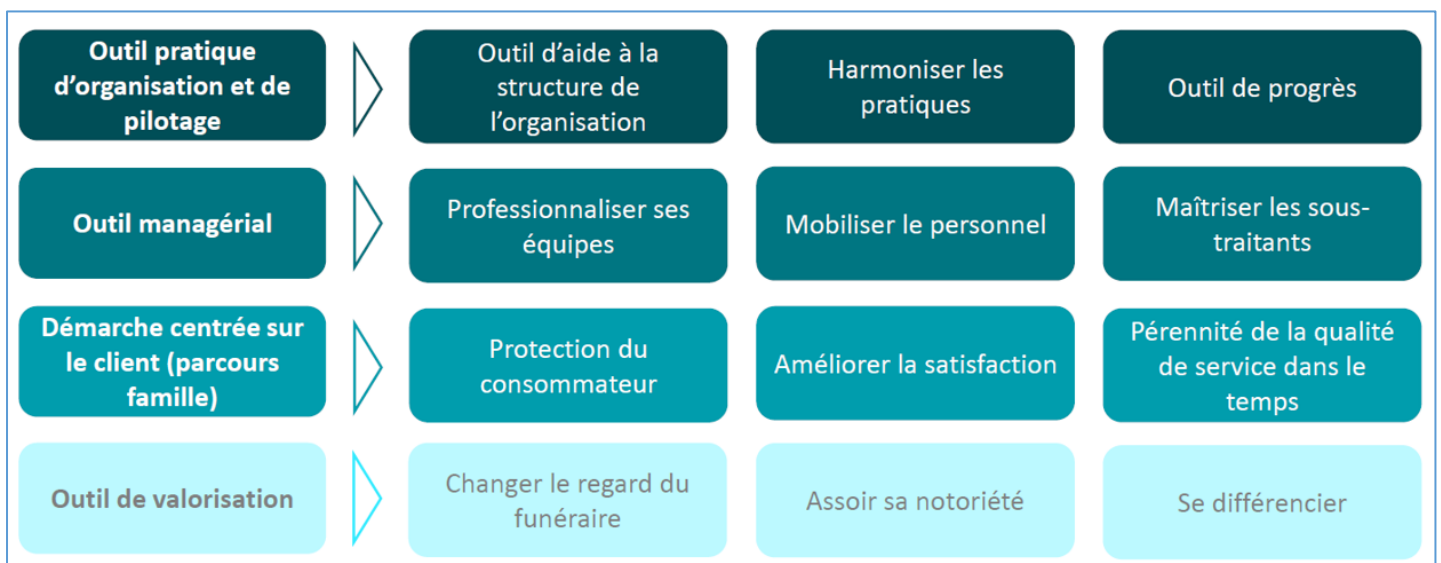 Outil pratique
d'organisation et de
pilotage
Outil d'aide à la
structure de
l'organisation
Harmoniser les
pratiques
Outil de progrès
Outil managérial
Professionnaliser ses
équipes
Mobiliser le personnel
Maîtriser les sous-
traitants
Démarche centrée sur
le client (parcours
famille)
Protection du
consommateur
Améliorer la satisfaction
Pérennité de la qualité
de service dans le
temps
Outil de valorisation
Changer le regard du
funéraire
Assoir sa notoriété
Se différencier